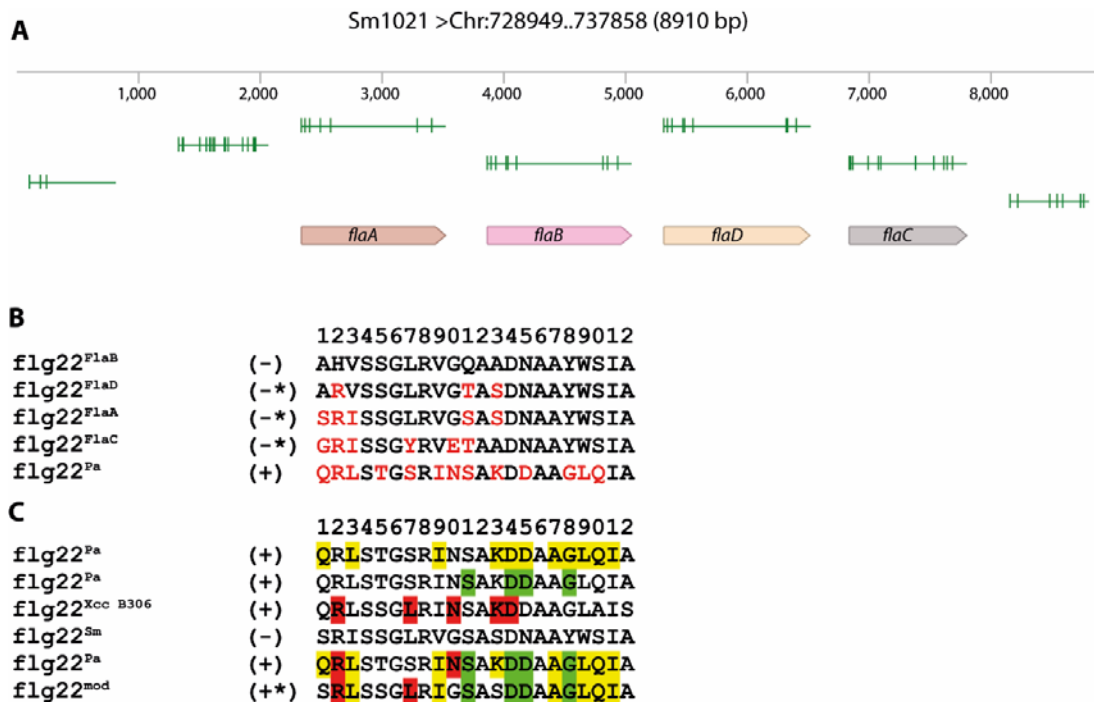 Sm1021 >Chr:728949..737858 (8910 bp)
A
1,000 2,000 3,000 4,000 5,000 6,000 7,000 8,000
flaA flaB flaD flaC
B
1234567890123456789012
flg22FlaB (-) AHVSSGLRVGQAADNAAYWSIA
flg22FlaD (-*) ARVSSGLRVGTASDNAAYWSIA
flg22FlaA (-*) SRISSGLRVGSASDNAAYWSIA
flg22FlaC (-*) GRISSGYRVETAADNAAYWSIA
flg22Pa (+) QRLSTGSRINSAKDDAAGLQIA
C
1234567890123456789012
flg22Pa (+) QRLSTGSRINSAKDDAAGLQIA
flg22Pa (+) QRLSTGSRINSAKDDAAGLQIA
flg22Xcc B306 (+) QRLSSGLRINSAKDDAAGLAIS
flg22Sm (-) SRISSGLRVGSASDNAAYWSIA
flg22Pa (+) QRLSTGSRINSAKDDAAGLQIA
flg22mod (+*) SRLSSGLRIGSASDDAAGLQIA